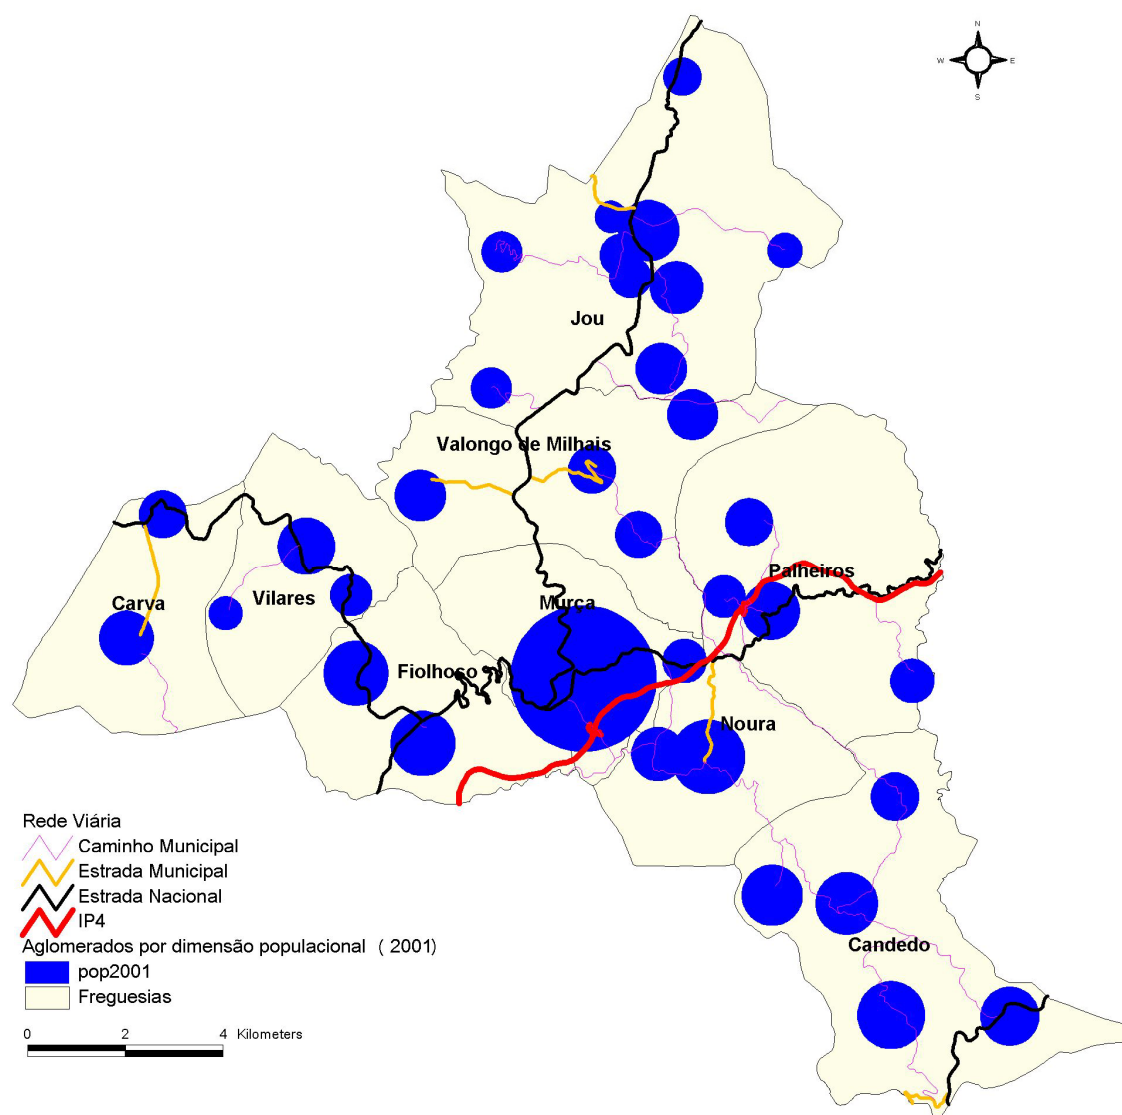 N
W
E
S
Jou
Valongo de Milhais
Palheiros
Carva
Vilares
Murça
Fiolhoso
Noura
Candedo
Rede Viária
Caminho Municipal
Estrada Municipal
Estrada Nacional
IP4
Aglomerados por dimensão populacional ( 2001)
pop2001
Freguesias
0 2 4 Kilometers